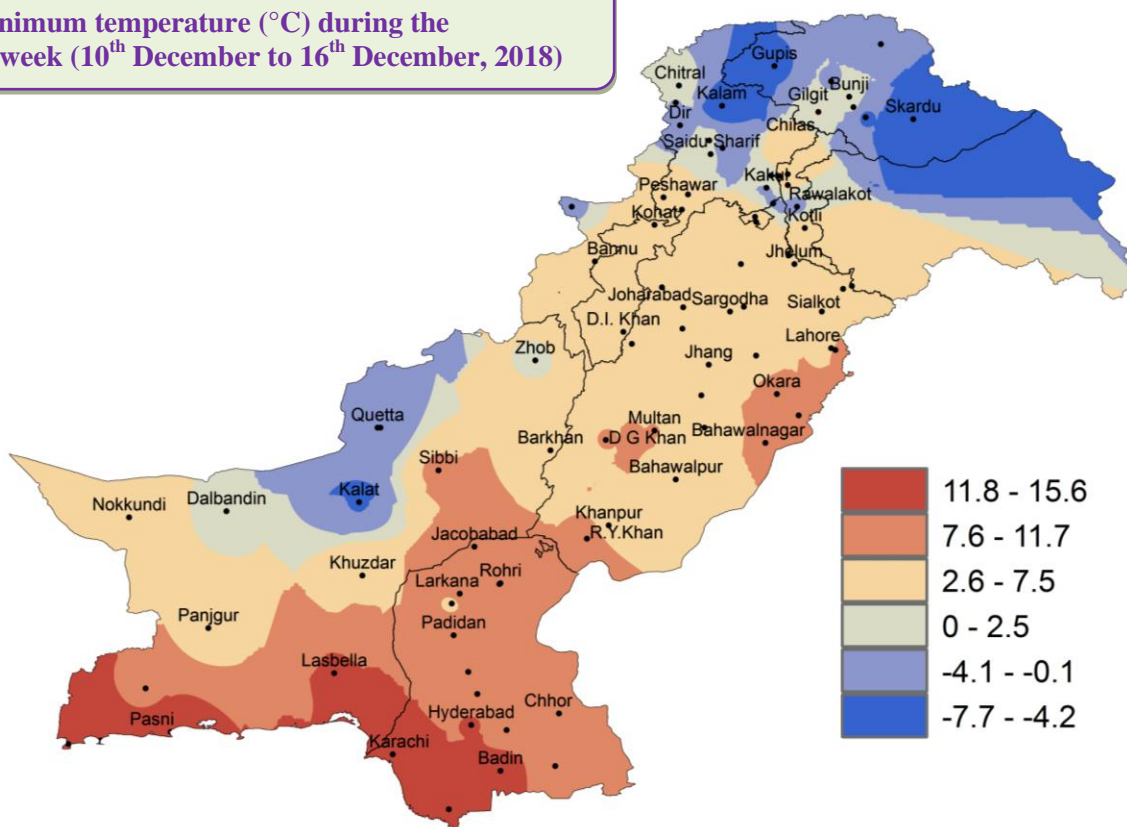 nimum temperature (°C) during the
week (10th December to 16th December, 2018)
Gupis
Chitral
Kalam
Gilgit
Bunji
Skardu
Dir
Chilas
Saidu Sharif
Kakul
Peshawar
Rawalakot
Kohat
Kotli
Bannu
Jhelum
Joharabad
Sargodha
Sialkot
D.I. Khan
Lahore
Zhob
Jhang
Okara
Quetta
Multan
Barkhan
D G Khan
Bahawalnagar
Sibbi
Bahawalpur
Kalat
Dalbandin
Nokkundi
Khanpur
R.Y.Khan
Jacobabad
Khuzdar
Larkana
Rohri
Panjgur
Padidan
Lasbella
Pasni
Hyderabad
Chhor
Karachi
Badin
11.8 - 15.6
7.6 - 11.7
2.6 - 7.5
0 - 2.5
-4.1 - -0.1
-7.7 - -4.2